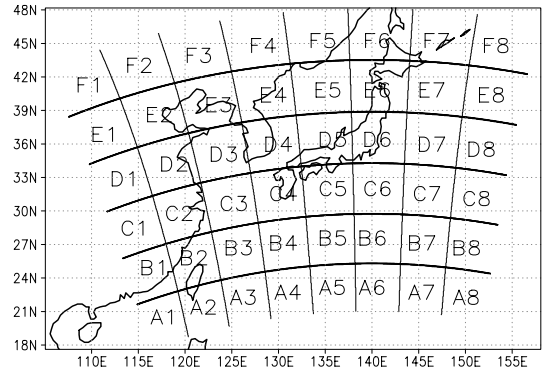 48N
45N
42N
39N
36N
33N
30N
27N
24N
21N
18N
F1 F2 F3 F4 F5 F6 F7 F8
E1 E2 E3 E4 E5 E6 E7 E8
D1 D2 D3 D4 D5 D6 D7 D8
C1 C2 C3 C4 C5 C6 C7 C8
B1 B2 B3 B4 B5 B6 B7 B8
A1 A2 A3 A4 A5 A6 A7 A8
110E 115E 120E 125E 130E 135E 140E 145E 150E 155E